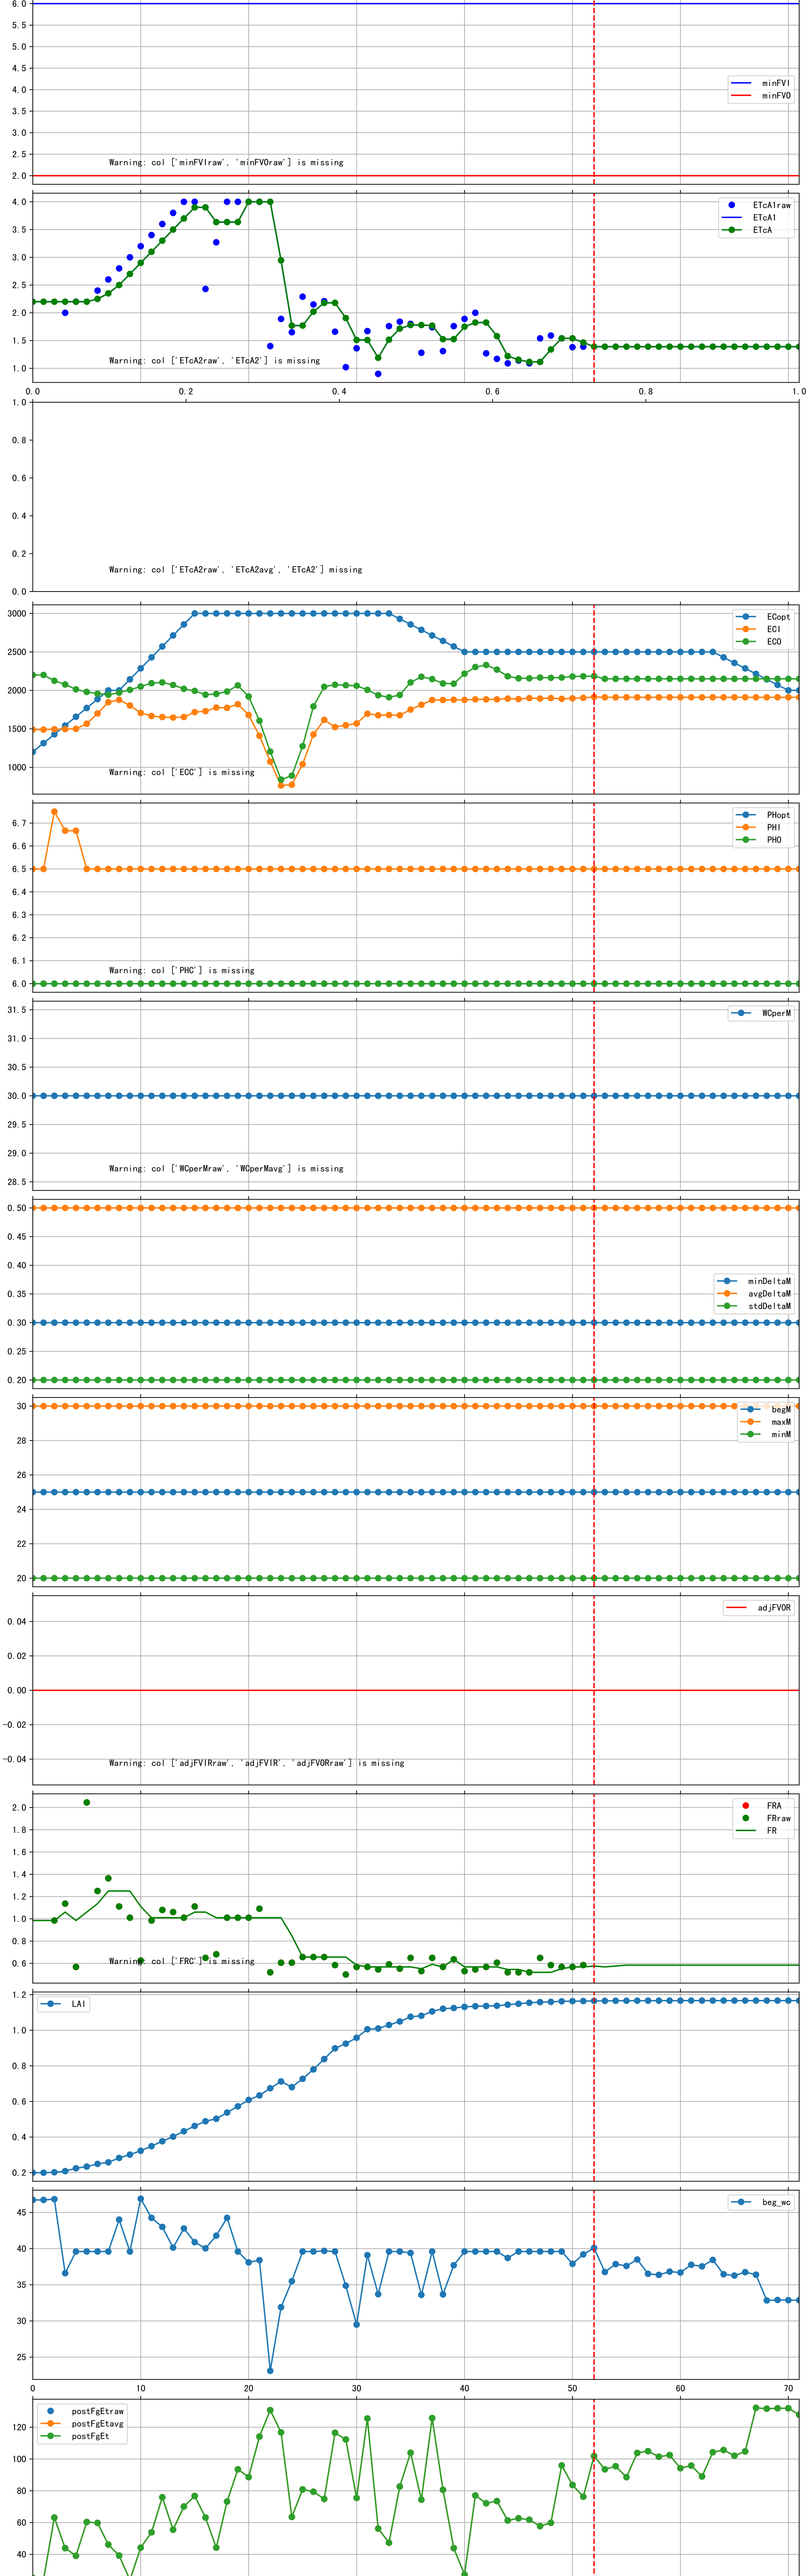 6.0
5.5
5.0
4.5
4.0
3.5
3.0
2.5
2.0
minFVI
minFVO
Warning: col ['minFVIraw', 'minFVOraw'] is missing
4.0
3.5
3.0
2.5
2.0
1.5
1.0
ETcA1raw
ETcA1
ETcA
Warning: col ['ETcA2raw', 'ETcA2'] is missing
0.0 0.2 0.4 0.6 0.8 1.0
1.0
0.8
0.6
0.4
0.2
0.0
Warning: col ['ETcA2raw', 'ETcA2avg', 'ETcA2'] missing
3000
2500
2000
1500
1000
ECopt
ECI
ECO
Warning: col ['ECC'] is missing
6.7
6.6
6.5
6.4
6.3
6.2
6.1
6.0
PHopt
PHI
PHO
Warning: col ['PHC'] is missing
31.5
31.0
30.5
30.0
29.5
29.0
28.5
WCperM
Warning: col ['WCperMraw', 'WCperMavg'] is missing
0.50
0.45
0.40
0.35
0.30
0.25
0.20
minDeltaM
avgDeltaM
stdDeltaM
30
28
26
24
22
20
begM
maxM
minM
0.04
0.02
0.00
−0.02
−0.04
adjFVOR
Warning: col ['adjFVIRraw', 'adjFVIR', 'adjFVORraw'] is missing
2.0
1.8
1.6
1.4
1.2
1.0
0.8
0.6
FRA
FRraw
FR
Warning: col ['FRC'] is missing
1.2
1.0
0.8
0.6
0.4
0.2
LAI
45
40
35
30
25
beg_wc
0 10 20 30 40 50 60 70
120
100
80
60
40
postFgEtraw
postFgEtavg
postFgEt